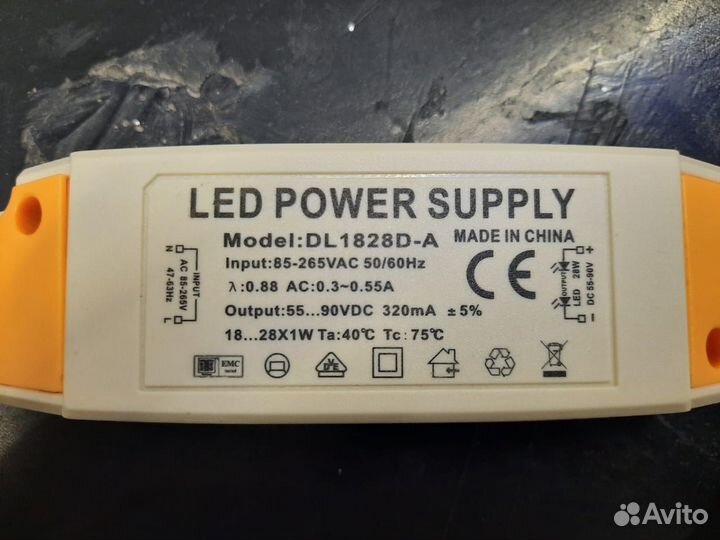 LED POWER SUPPLY
Model:DL1828D-A MADE IN CHINA
Input:85-265VAC 50/60Hz
λ:0.88 AC:0.3~0.55A
Output:55...90VDC 320mA ±5%
18...28X1W Ta:40℃ Tc:75℃
N
INPUT
AC 85-265V
47-63Hz
L
CE
+
OUTPUT
LED 28W
DC 55-90V
−
EMC
Avito